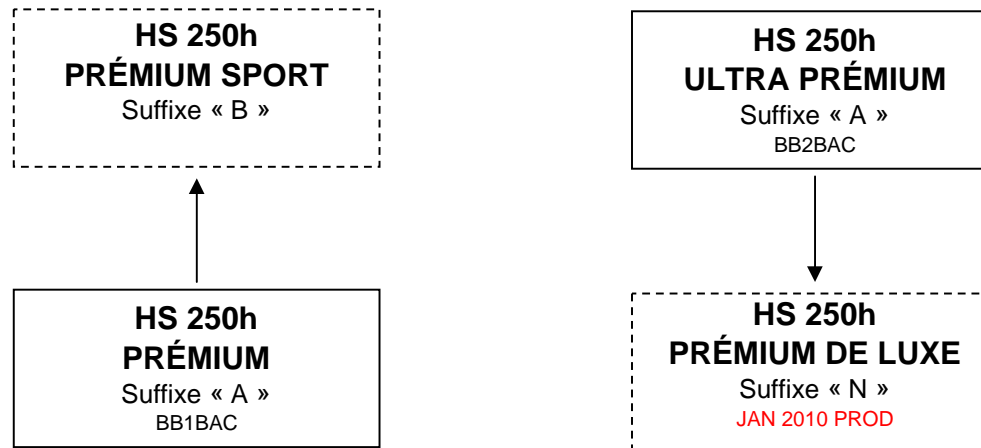 HS 250h
PRÉMIUM SPORT
Suffixe « B »
HS 250h
ULTRA PRÉMIUM
Suffixe « A »
BB2BAC
HS 250h
PRÉMIUM
Suffixe « A »
BB1BAC
HS 250h
PRÉMIUM DE LUXE
Suffixe « N »
JAN 2010 PROD